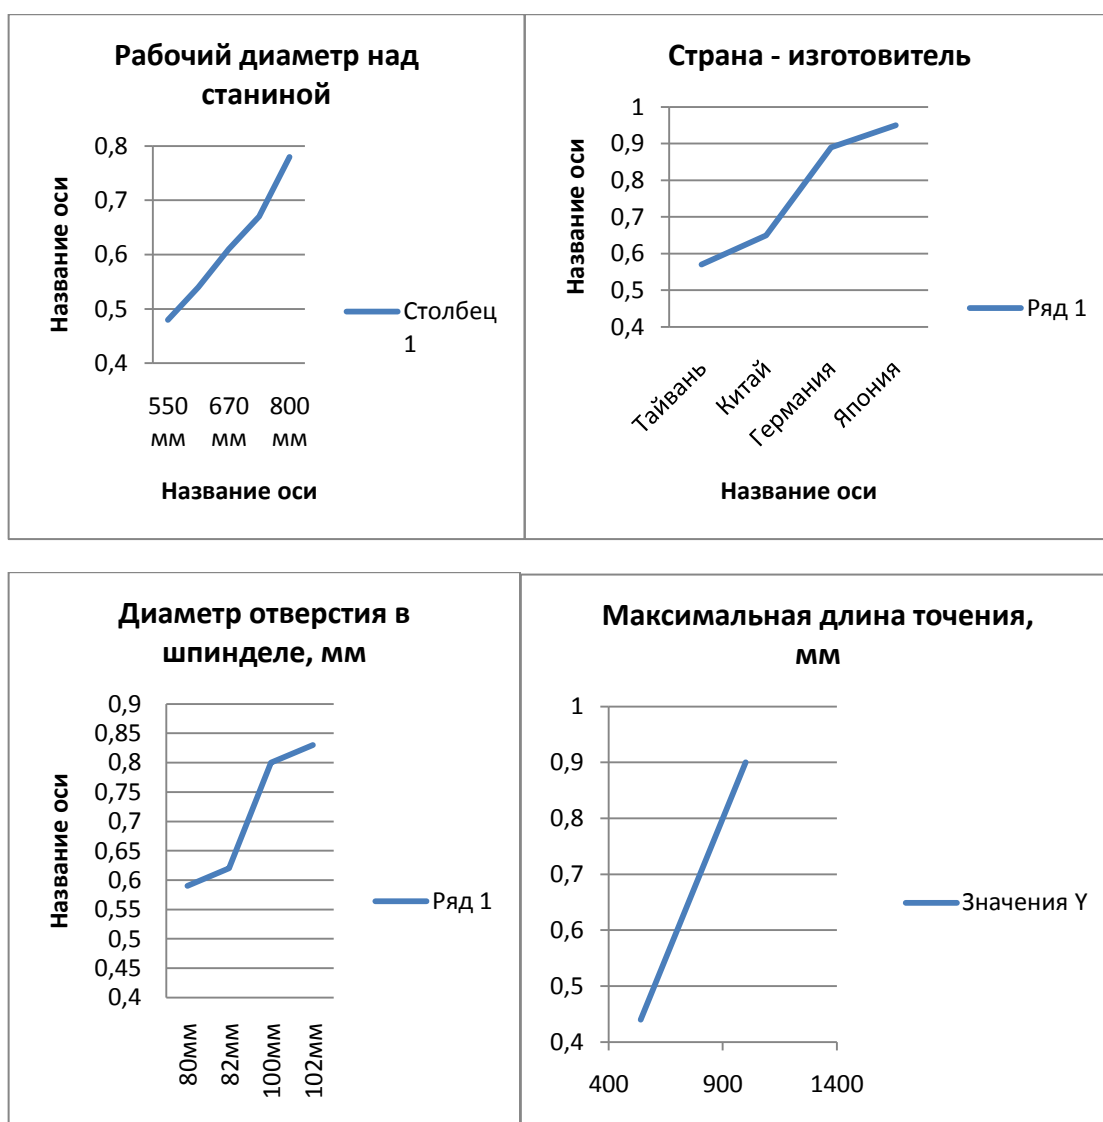 Рабочий диаметр над
станиной
Название оси
0,8
0,7
0,6
0,5
0,4
550 670 800
мм мм мм
Название оси
Столбец
1
Страна - изготовитель
Название оси
1
0,9
0,8
0,7
0,6
0,5
0,4
Тайвань
Китай
Германия
Япония
Название оси
Ряд 1
Диаметр отверстия в
шпинделе, мм
Название оси
0,9
0,85
0,8
0,75
0,7
0,65
0,6
0,55
0,5
0,45
0,4
80мм
82мм
100мм
102мм
Ряд 1
Максимальная длина точения,
мм
1
0,9
0,8
0,7
0,6
0,5
0,4
400 900 1400
Значения Y